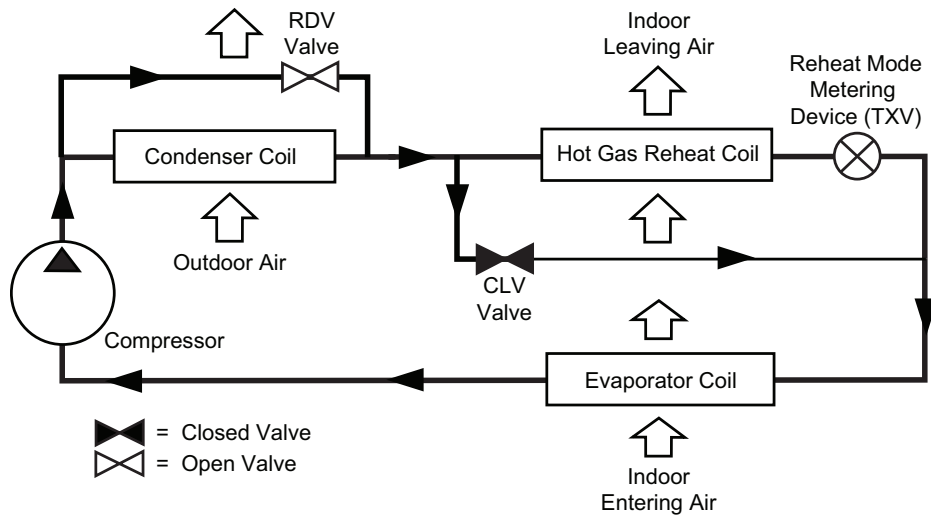 RDV
Valve
Indoor
Leaving Air
Reheat Mode
Metering
Device (TXV)
Condenser Coil
Hot Gas Reheat Coil
Outdoor Air
CLV
Valve
Compressor
Evaporator Coil
= Closed Valve
= Open Valve
Indoor
Entering Air